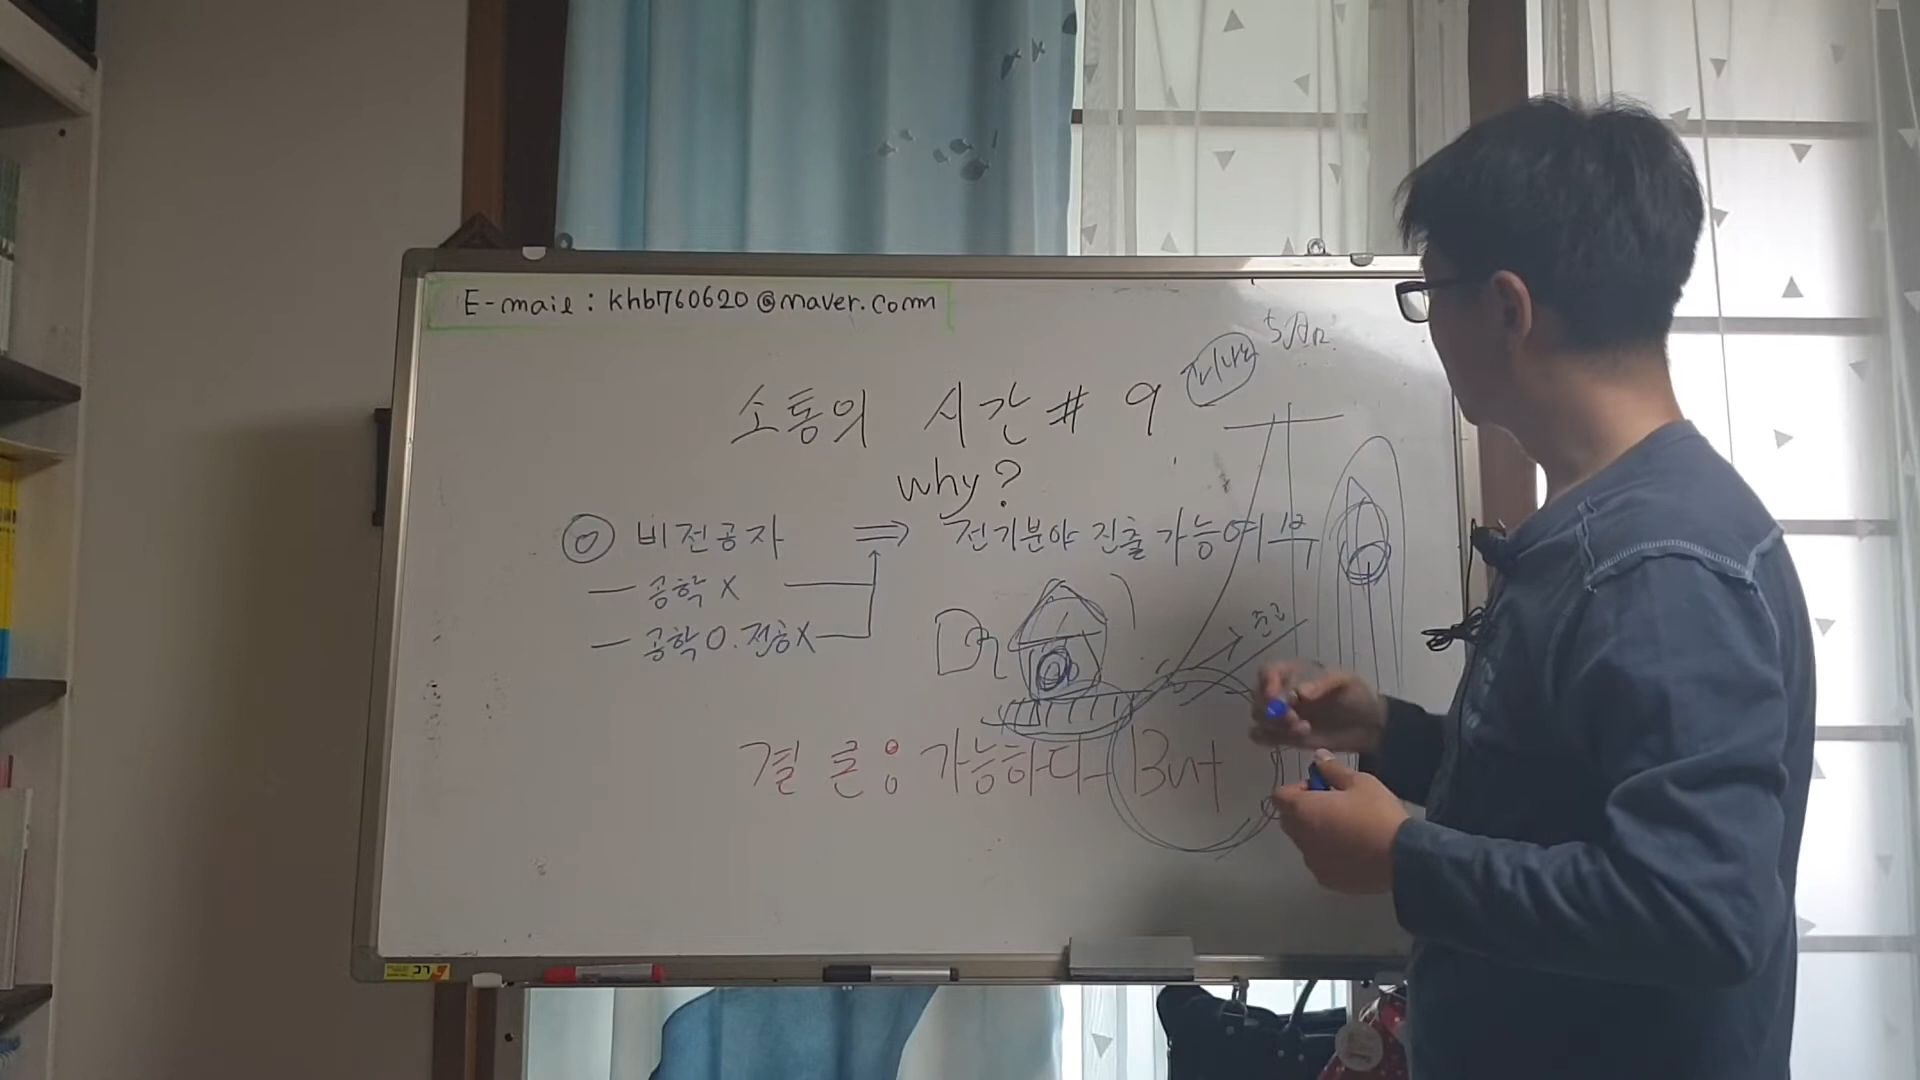 E-mail : khb760620@naver.com
소통의 시간 # 9
why?
◎ 비전공자 ⇒ 전기분야 진출 가능여부
— 공학 X
— 공학 O. 전공 X
결론 : 가능하다 But